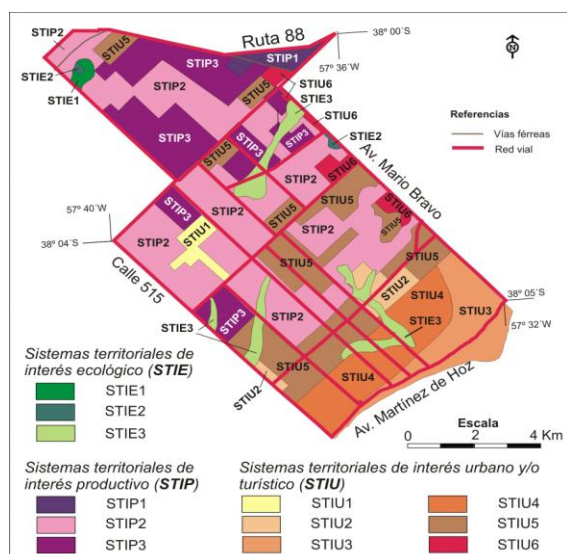 Ruta 88
38° 00´S
57° 36´W
N
STIP2
STIU5
STIP3
STIP1
STIE2
STIE1
STIP2
STIU5
STIU6
STIE3
STIU6
STIP3
STIP3
STIE2
STIU5
STIP3
STIP2
STIU6
Av. Mario Bravo
Referencias
Vías férreas
Red vial
57° 40´W
38° 04´S
STIP3
STIU1
STIP2
STIP2
STIU5
STIU5
STIP2
STIU6
STIU5
STIU5
STIU5
STIU2
STIU4
STIU3
38° 05´S
57° 32´W
Calle 515
STIE3
STIP3
STIP2
STIE3
STIU5
STIU2
STIU4
Av. Martínez de Hoz
Escala
0 2 4 Km
Sistemas territoriales de
interés ecológico (STIE)
STIE1
STIE2
STIE3
Sistemas territoriales de
interés productivo (STIP)
STIP1
STIP2
STIP3
Sistemas territoriales de interés urbano y/o
turístico (STIU)
STIU1
STIU2
STIU3
STIU4
STIU5
STIU6